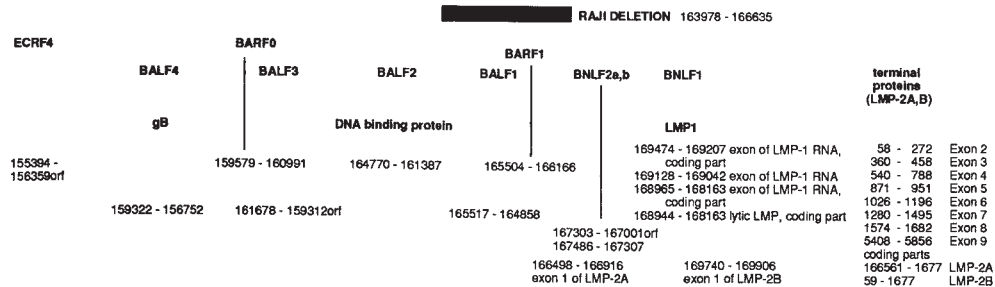 RAJI DELETION 163978 - 166635
ECRF4
BARF0
BARF1
BALF4
BALF3
BALF2
BALF1
BNLF2a,b
BNLF1
terminal
proteins
(LMP-2A,B)
gB
DNA binding protein
LMP1
155394 -
156359orf
159579 - 160991
164770 - 161387
165504 - 166166
169474 - 169207 exon of LMP-1 RNA,
coding part
169128 - 169042 exon of LMP-1 RNA
168965 - 168163 exon of LMP-1 RNA,
coding part
168944 - 168163 lytic LMP, coding part
159322 - 156752
161678 - 159312orf
165517 - 164858
167303 - 167001orf
167486 - 167307
166498 - 166916
exon 1 of LMP-2A
169740 - 169906
exon 1 of LMP-2B
58 - 272 Exon 2
360 - 458 Exon 3
540 - 788 Exon 4
871 - 951 Exon 5
1026 - 1196 Exon 6
1280 - 1495 Exon 7
1574 - 1682 Exon 8
5408 - 5856 Exon 9
coding parts
166561 - 1677 LMP-2A
59 - 1677 LMP-2B